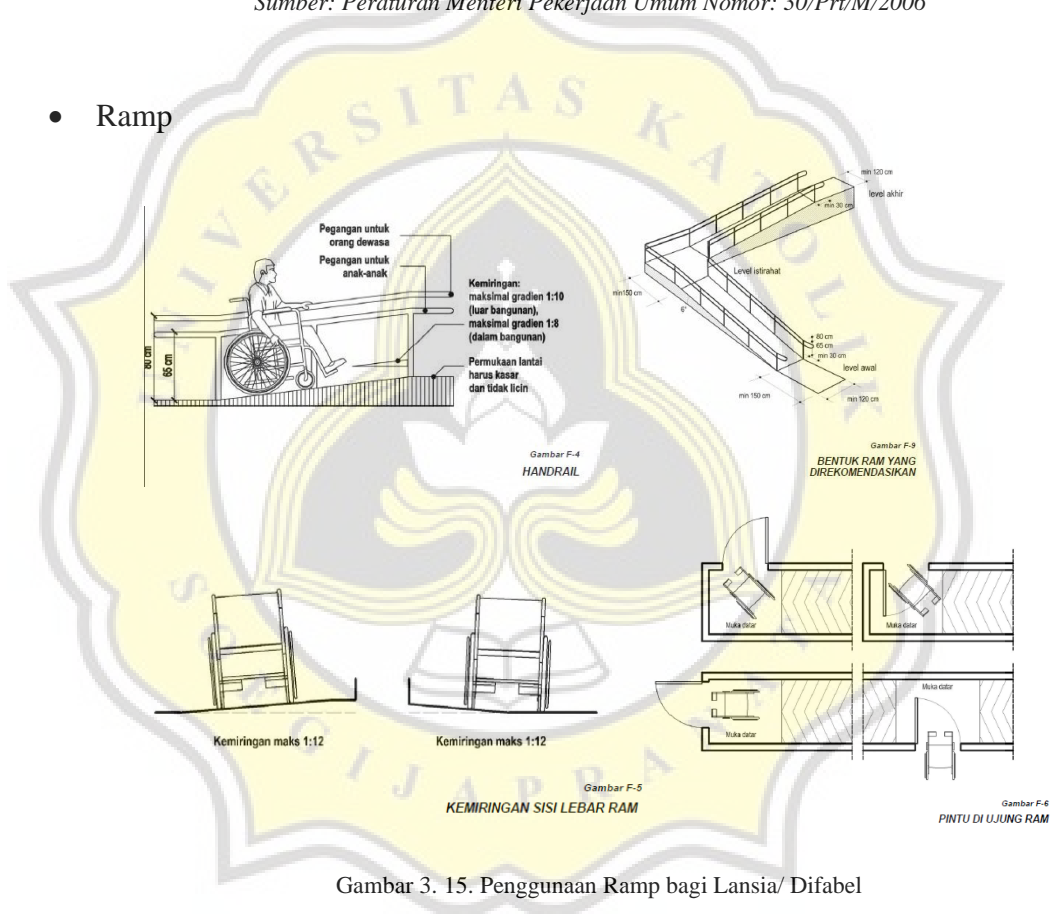 Sumber: Peraturan Menteri Pekerjaan Umum Nomor: 30/Prt/M/2006
• Ramp
UNIVERSITAS KATOLIK
SOEGIJAPRANATA
Pegangan untuk
orang dewasa
Pegangan untuk
anak-anak
Kemiringan:
maksimal gradien 1:10
(luar bangunan),
maksimal gradien 1:8
(dalam bangunan)
Permukaan lantai
harus kasar
dan tidak licin
80 cm
65 cm
Gambar F-4
HANDRAIL
min 120 cm
level akhir
min 30 cm
Level istirahat
min150 cm
6°
80 cm
65 cm
min 30 cm
level awal
min 150 cm
min 120 cm
Gambar F-9
BENTUK RAM YANG
DIREKOMENDASIKAN
Kemiringan maks 1:12
Kemiringan maks 1:12
Gambar F-5
KEMIRINGAN SISI LEBAR RAM
Muka datar
Muka datar
Muka datar
Muka datar
Gambar F-6
PINTU DI UJUNG RAM
Gambar 3. 15. Penggunaan Ramp bagi Lansia/ Difabel